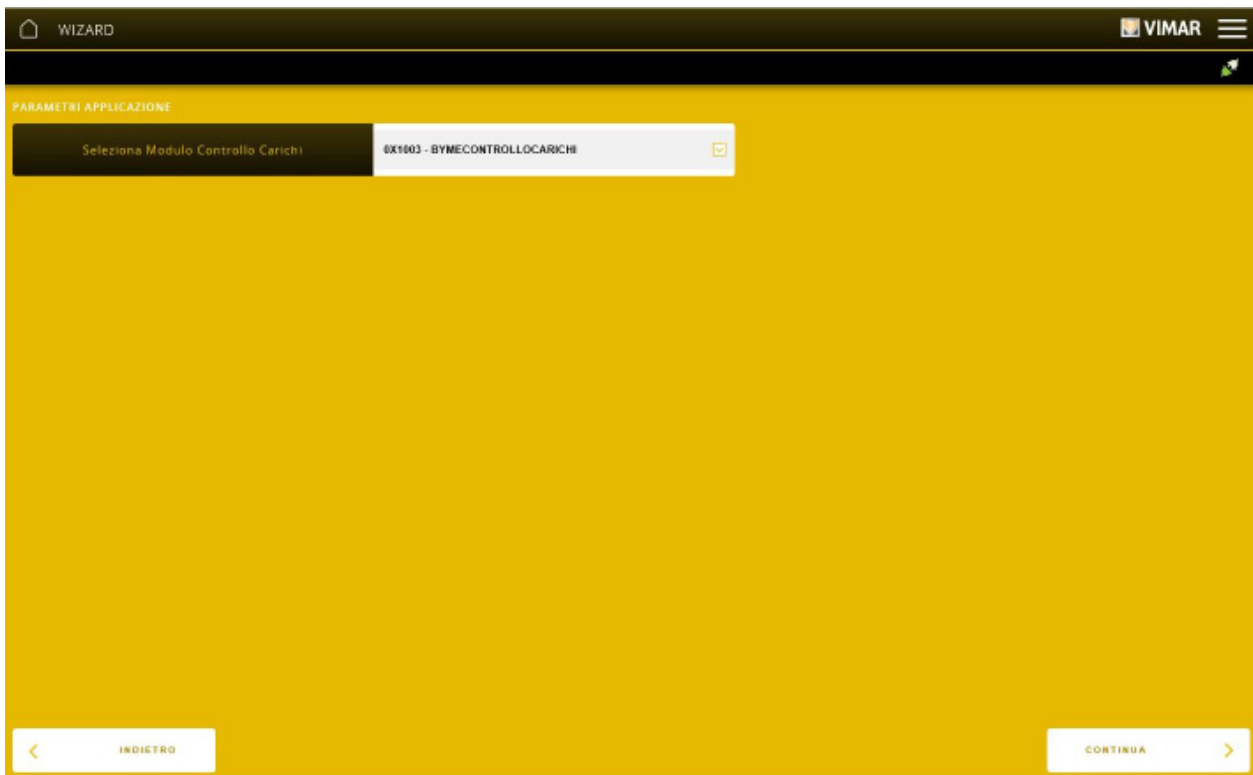 WIZARD
VIMAR
PARAMETRI APPLICAZIONE
Seleziona Modulo Controllo Carichi
0X1003 - BYMECONTROLLOCARICHI
INDIETRO
CONTINUA